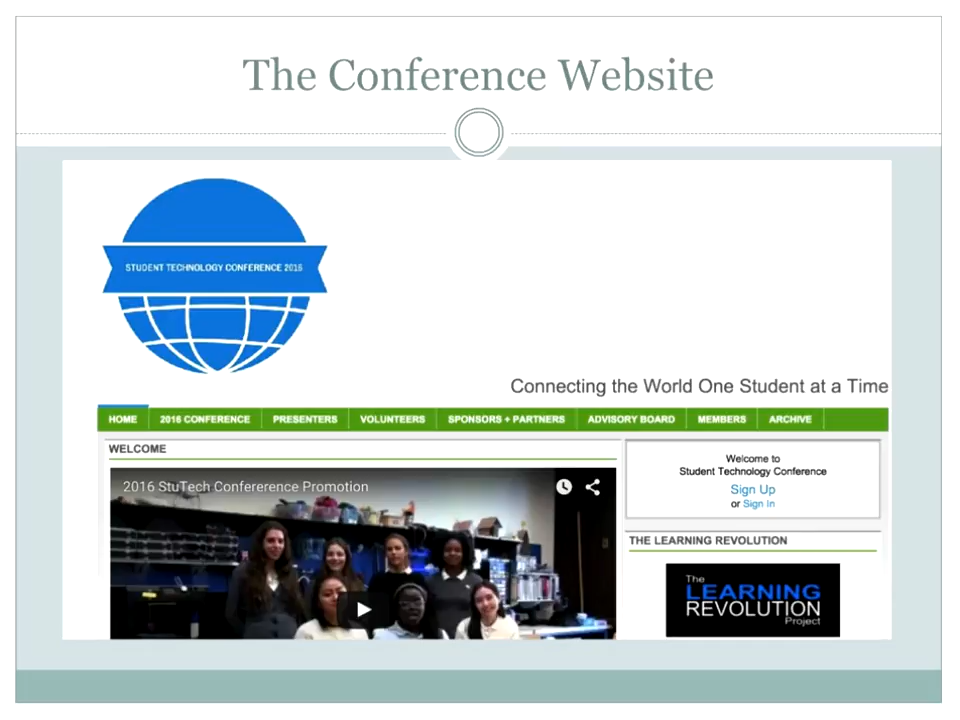 The Conference Website
STUDENT TECHNOLOGY CONFERENCE 2016
Connecting the World One Student at a Time
HOME 2016 CONFERENCE PRESENTERS VOLUNTEERS SPONSORS + PARTNERS ADVISORY BOARD MEMBERS ARCHIVE
WELCOME
2016 StuTech Confererence Promotion
Welcome to
Student Technology Conference
Sign Up
or Sign In
THE LEARNING REVOLUTION
The
LEARNING
REVOLUTION
Project